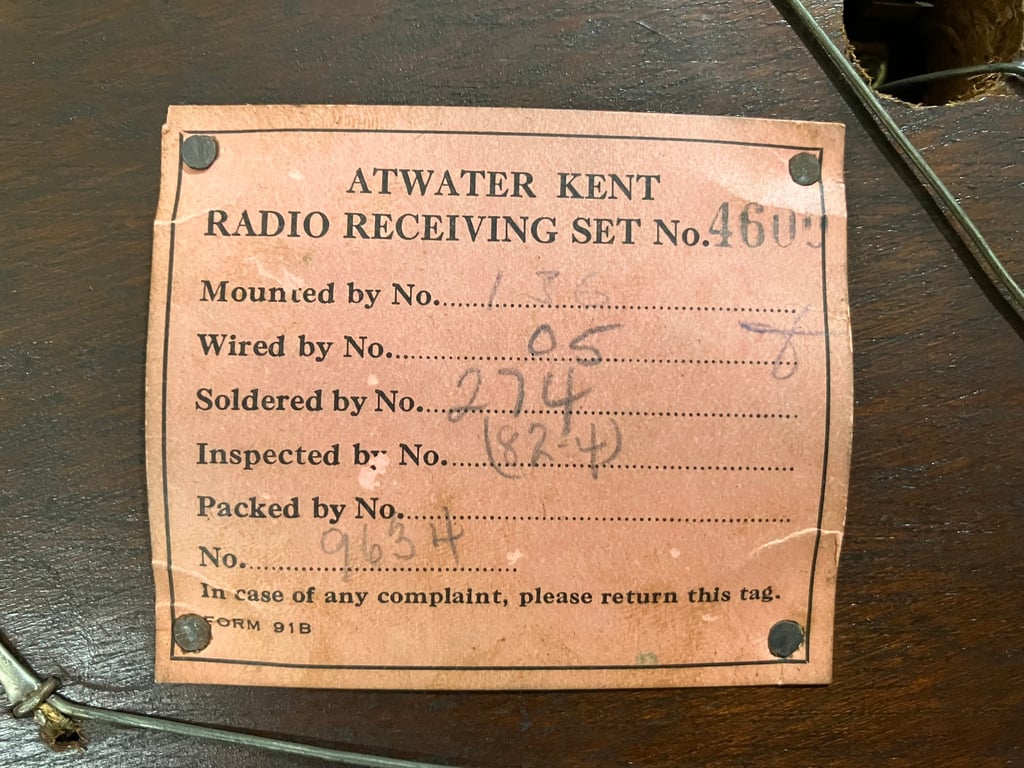 ATWATER KENT
RADIO RECEIVING SET No. 4600
Mounted by No. 136
Wired by No. 05
Soldered by No. 274
Inspected by No. (82-4)
Packed by No.
No. 9634
In case of any complaint, please return this tag.
FORM 91B